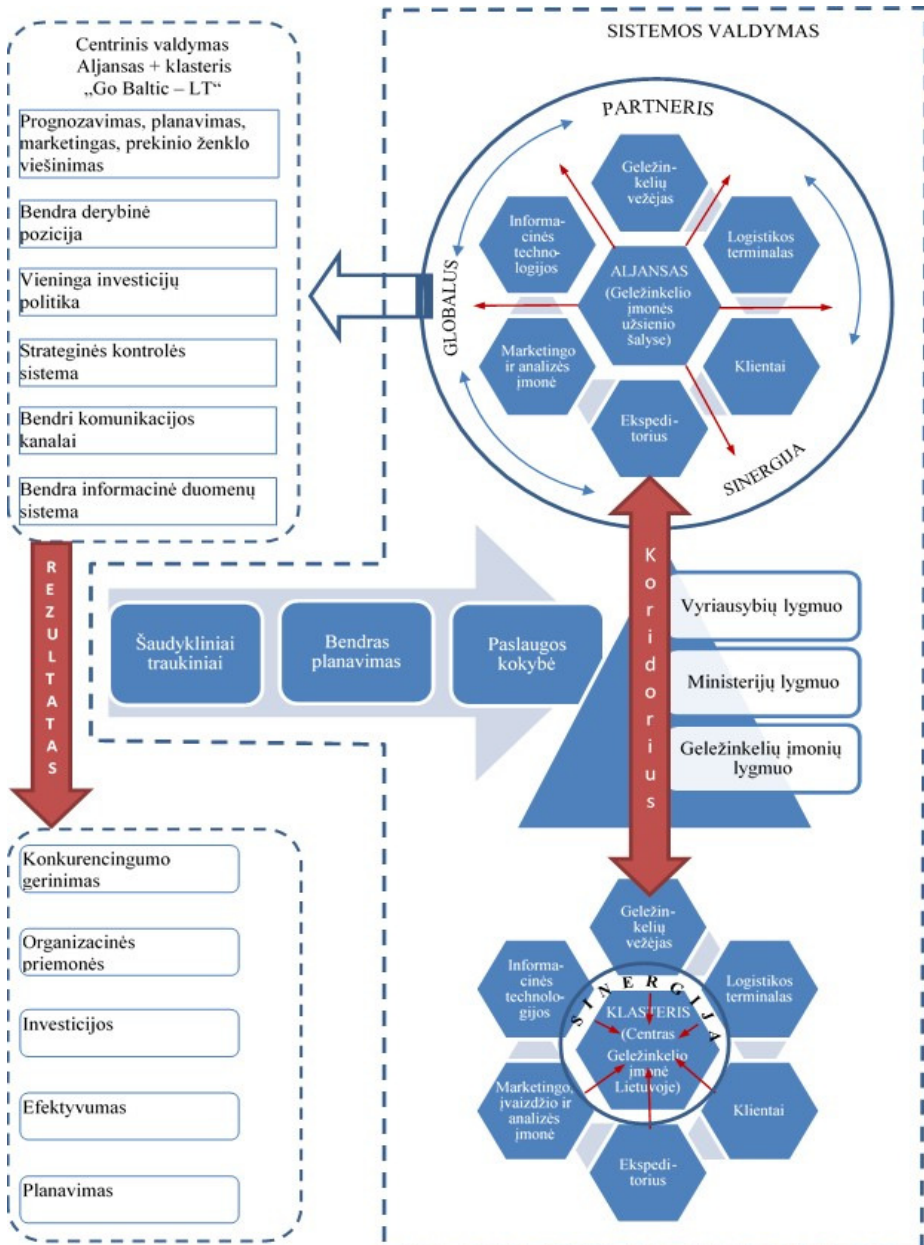 Centrinis valdymas
Aljansas + klasteris
„Go Baltic – LT“
Prognozavimas, planavimas,
marketingas, prekinio ženklo
viešinimas
Bendra derybinė
pozicija
Vieninga investicijų
politika
Strateginės kontrolės
sistema
Bendri komunikacijos
kanalai
Bendra informacinė duomenų
sistema
SISTEMOS VALDYMAS
PARTNERIS
GLOBALUS
SINERGIJA
Geležin-
kelių
vežėjas
Informa-
cinės
techno-
logijos
Logistikos
terminalas
ALJANSAS
(Geležinkelio
įmonės
užsienio
šalyse)
Marketingo
ir analizės
įmonė
Klientai
Ekspedi-
torius
REZULTATAS
Šaudykliniai
traukiniai
Bendras
planavimas
Paslaugos
kokybė
Koridorius
Vyriausybių lygmuo
Ministerijų lygmuo
Geležinkelių įmonių
lygmuo
Konkurencingumo
gerinimas
Organizacinės
priemonės
Investicijos
Efektyvumas
Planavimas
Geležin-
kelių
vežėjas
Informa-
cinės
technolo-
gijos
Logistikos
terminalas
SINERGIJA
KLASTERIS
(Centras
Geležinkelio
įmonė
Lietuvoje)
Marketingo,
įvaizdžio ir
analizės
įmonė
Klientai
Ekspedi-
torius